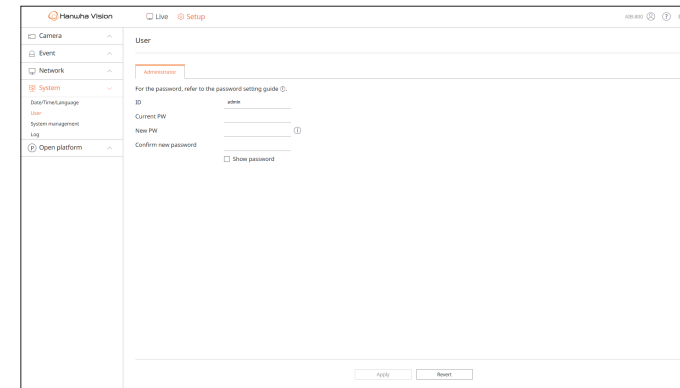 Hanwha Vision
Live
Setup
AIB-800
Camera
Event
Network
System
Date/Time/Language
User
System management
Log
Open platform
User
Administrator
For the password, refer to the password setting guide ⓘ.
ID admin
Current PW
New PW
Confirm new password
Show password
Apply
Revert